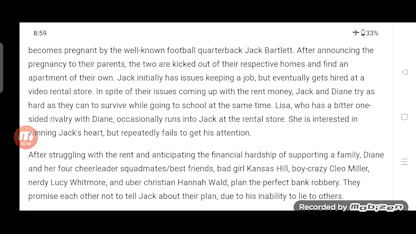 8:59
33%
becomes pregnant by the well-known football quarterback Jack Bartlett. After announcing the
pregnancy to their parents, the two are kicked out of their respective homes and find an
apartment of their own. Jack initially has issues keeping a job, but eventually gets hired at a
video rental store. In spite of their issues coming up with the rent money, Jack and Diane try as
hard as they can to survive while going to school at the same time. Lisa, who has a bitter one-
sided rivalry with Diane, occasionally runs into Jack at the rental store. She is interested in
Jack's heart, but repeatedly fails to get his attention.
After struggling with the rent and anticipating the financial hardship of supporting a family, Diane
and her four cheerleader squadmates/best friends, bad girl Kansas Hill, boy-crazy Cleo Miller,
nerdy Lucy Whitmore, and uber christian Hannah Wald, plan the perfect bank robbery. They
promise each other not to tell Jack about their plan, due to his inability to lie to others.
Recorded by Mobizen